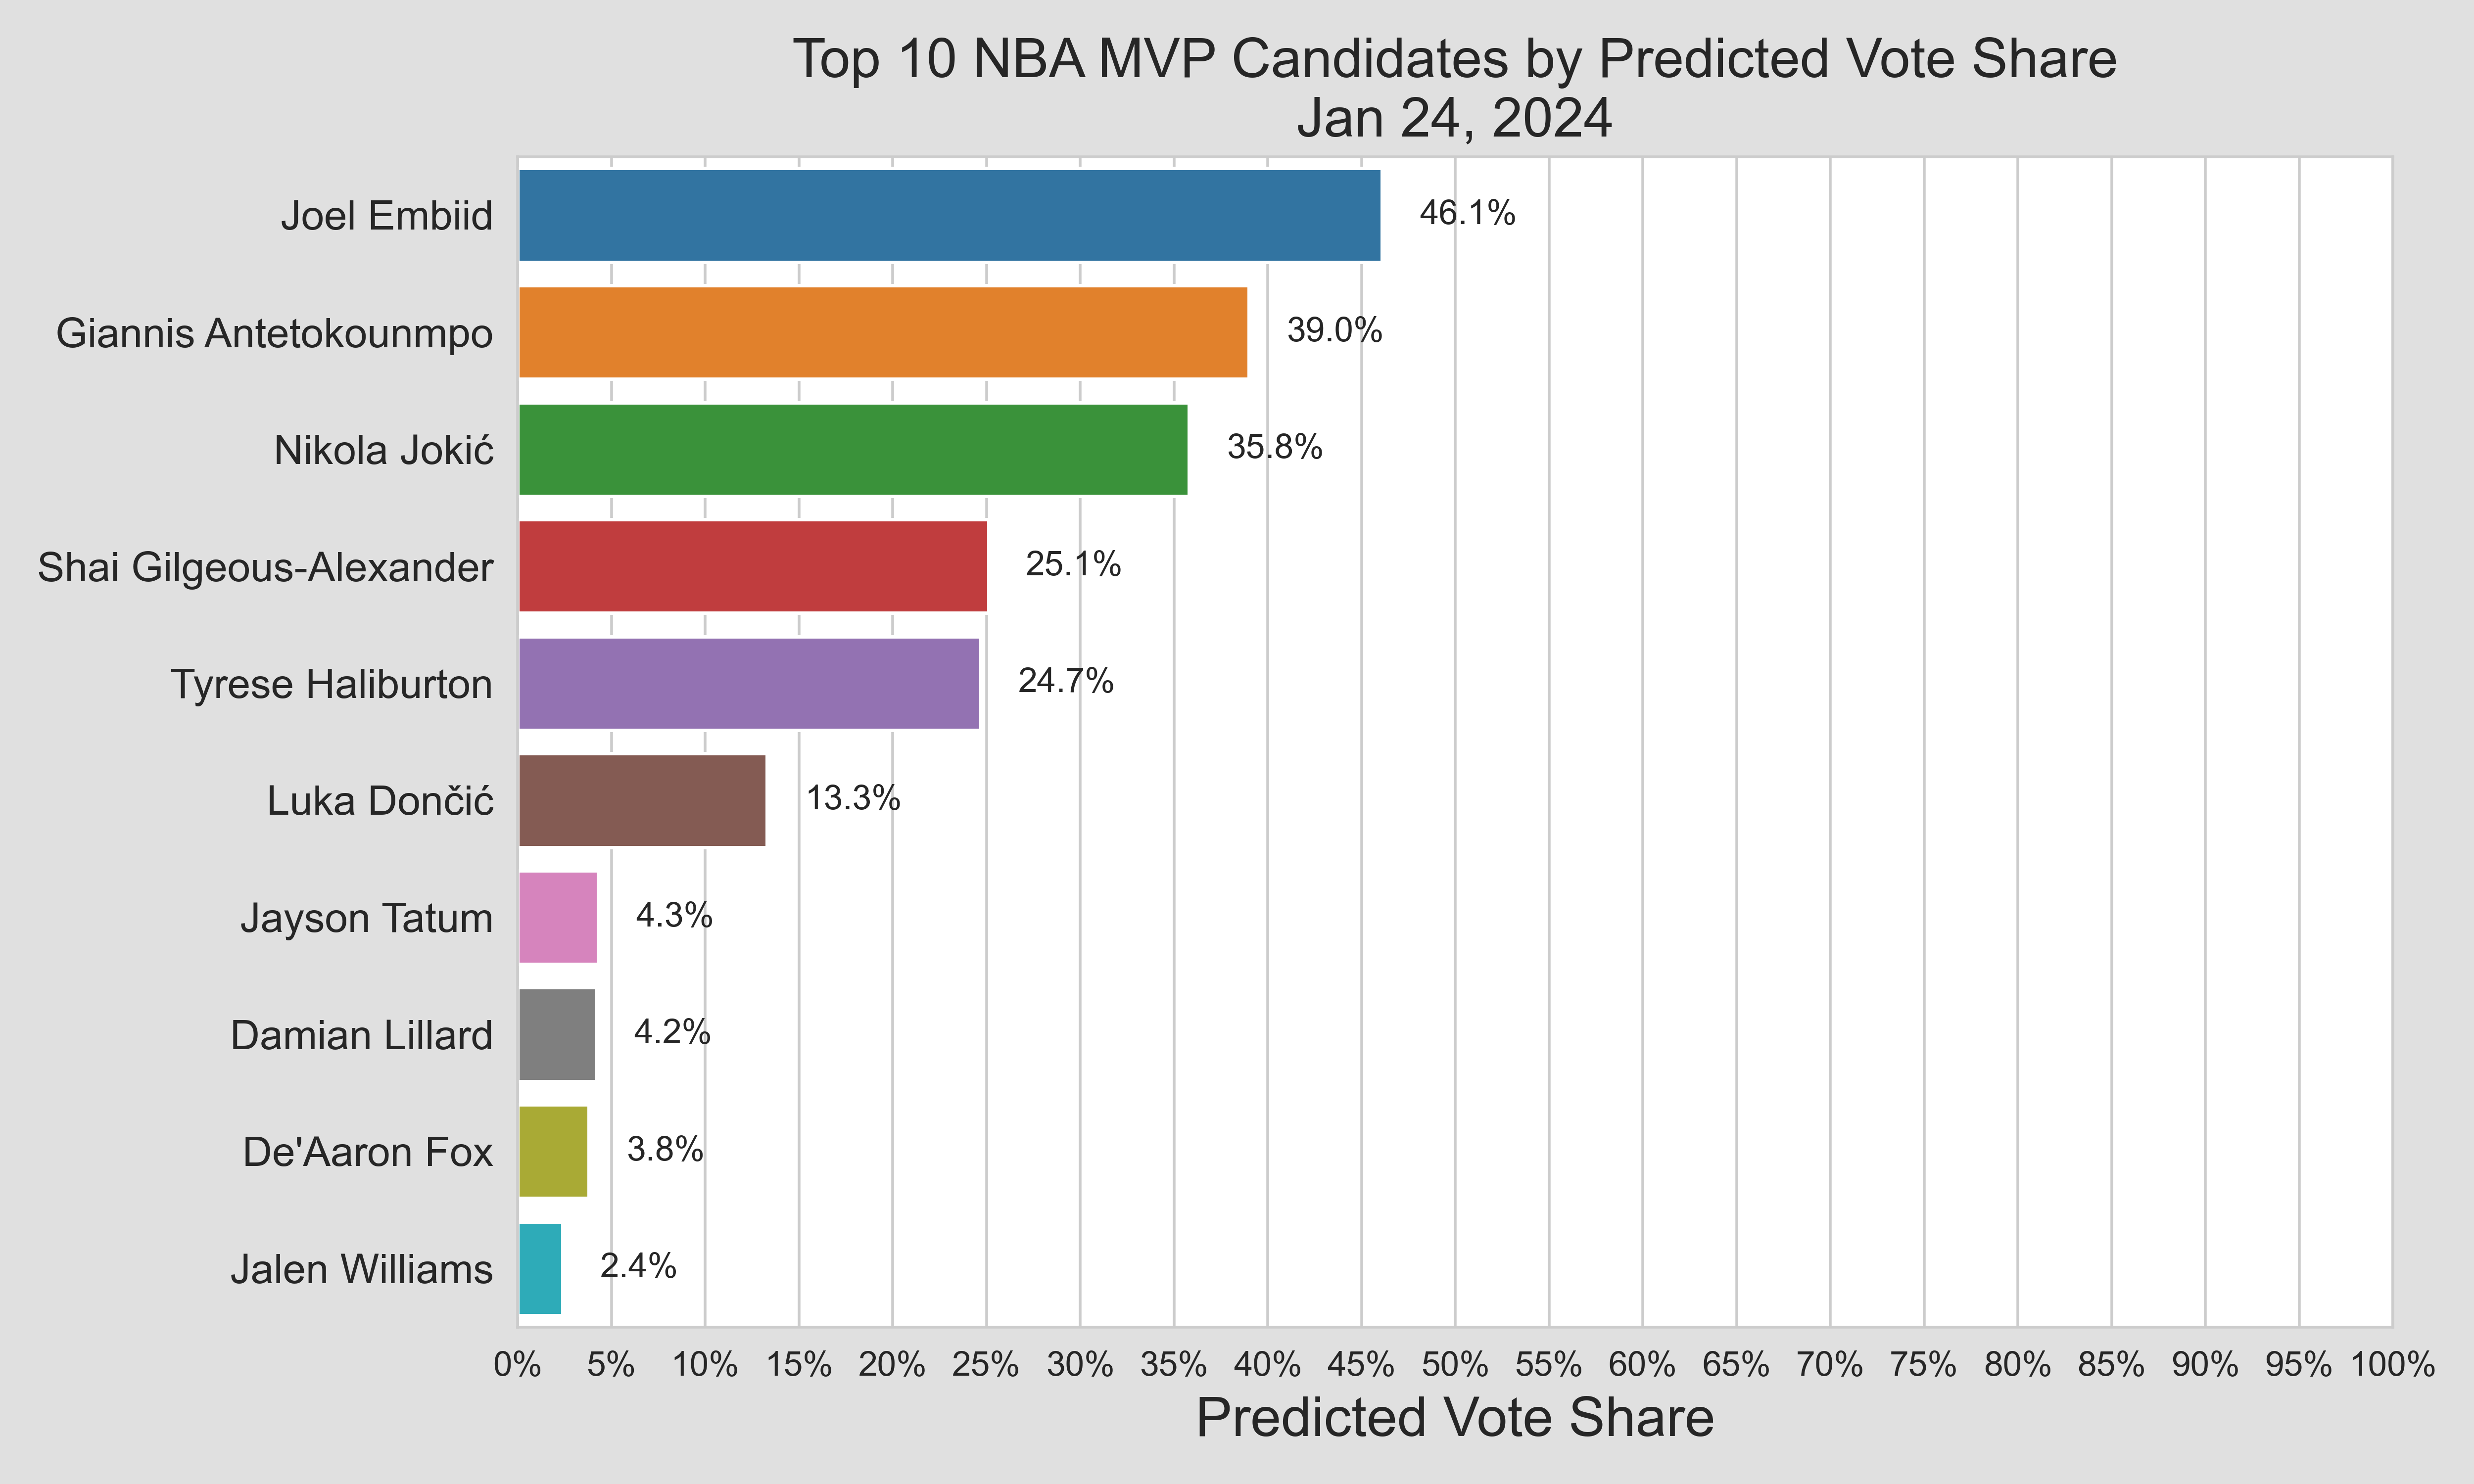 Top 10 NBA MVP Candidates by Predicted Vote Share
Jan 24, 2024
Joel Embiid
46.1%
Giannis Antetokounmpo
39.0%
Nikola Jokić
35.8%
Shai Gilgeous-Alexander
25.1%
Tyrese Haliburton
24.7%
Luka Dončić
13.3%
Jayson Tatum
4.3%
Damian Lillard
4.2%
De'Aaron Fox
3.8%
Jalen Williams
2.4%
0% 5% 10% 15% 20% 25% 30% 35% 40% 45% 50% 55% 60% 65% 70% 75% 80% 85% 90% 95% 100%
Predicted Vote Share